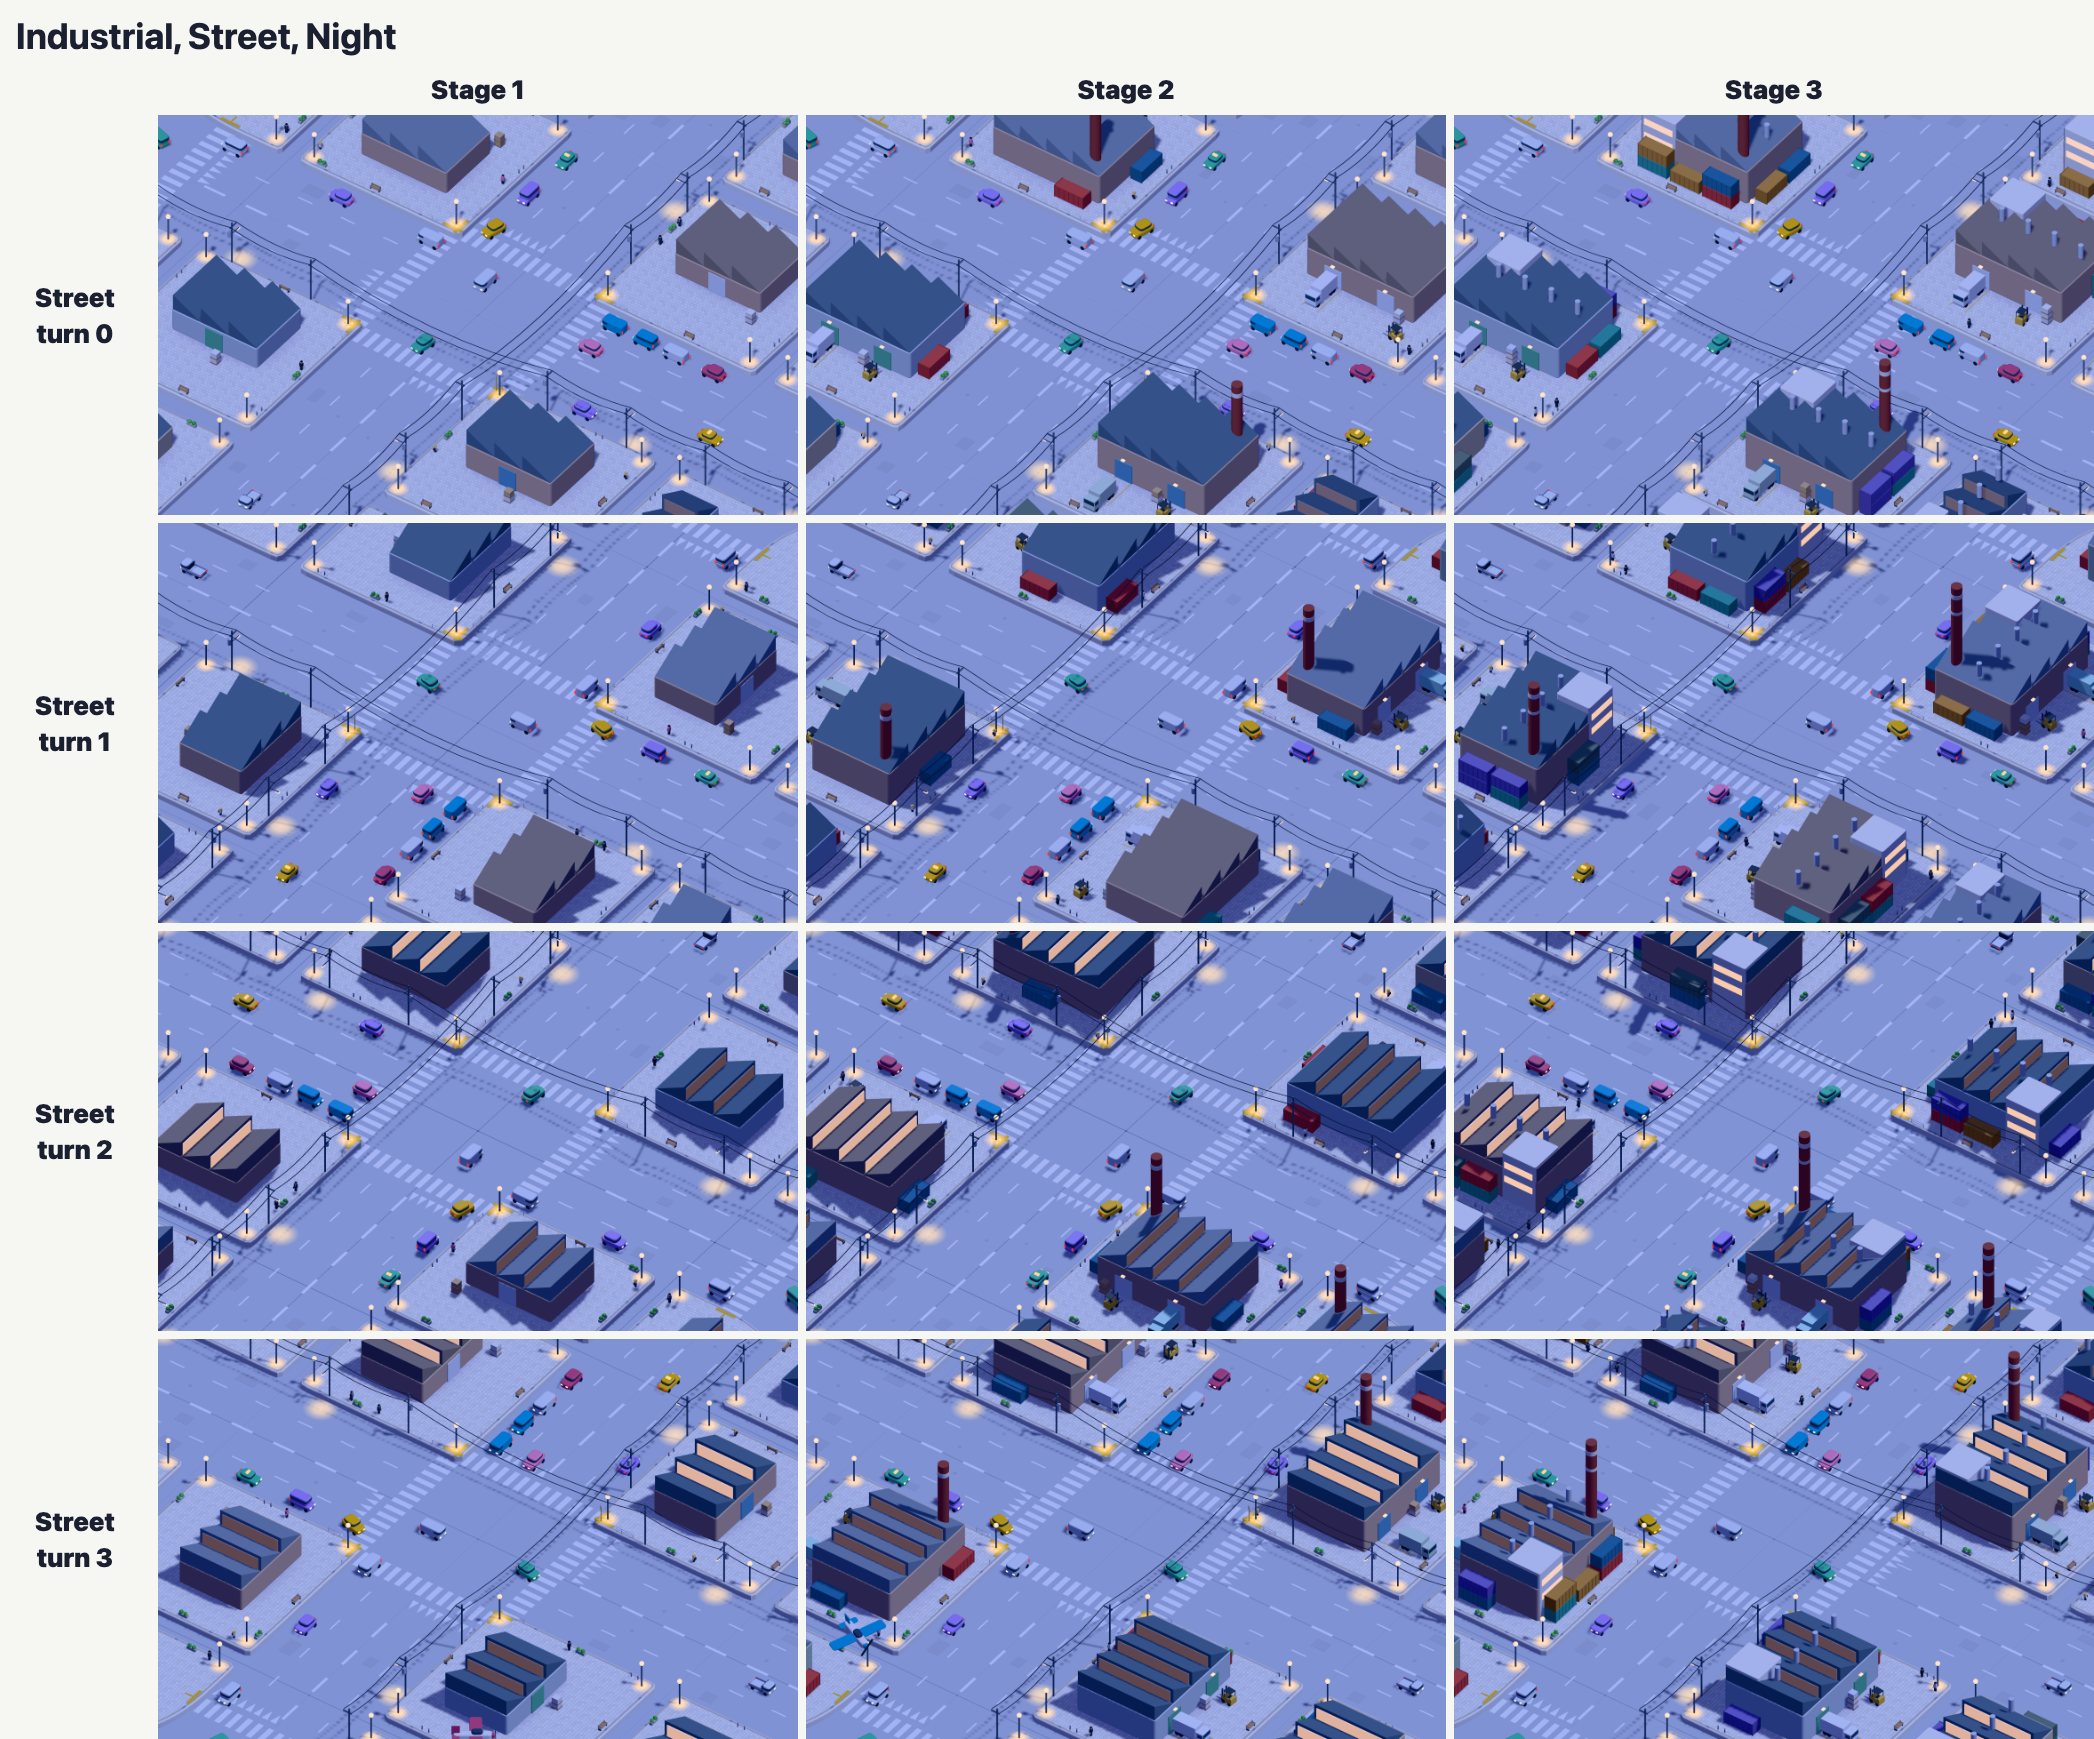 Industrial, Street, Night
Stage 1
Stage 2
Stage 3
Street
turn 0
Street
turn 1
Street
turn 2
Street
turn 3